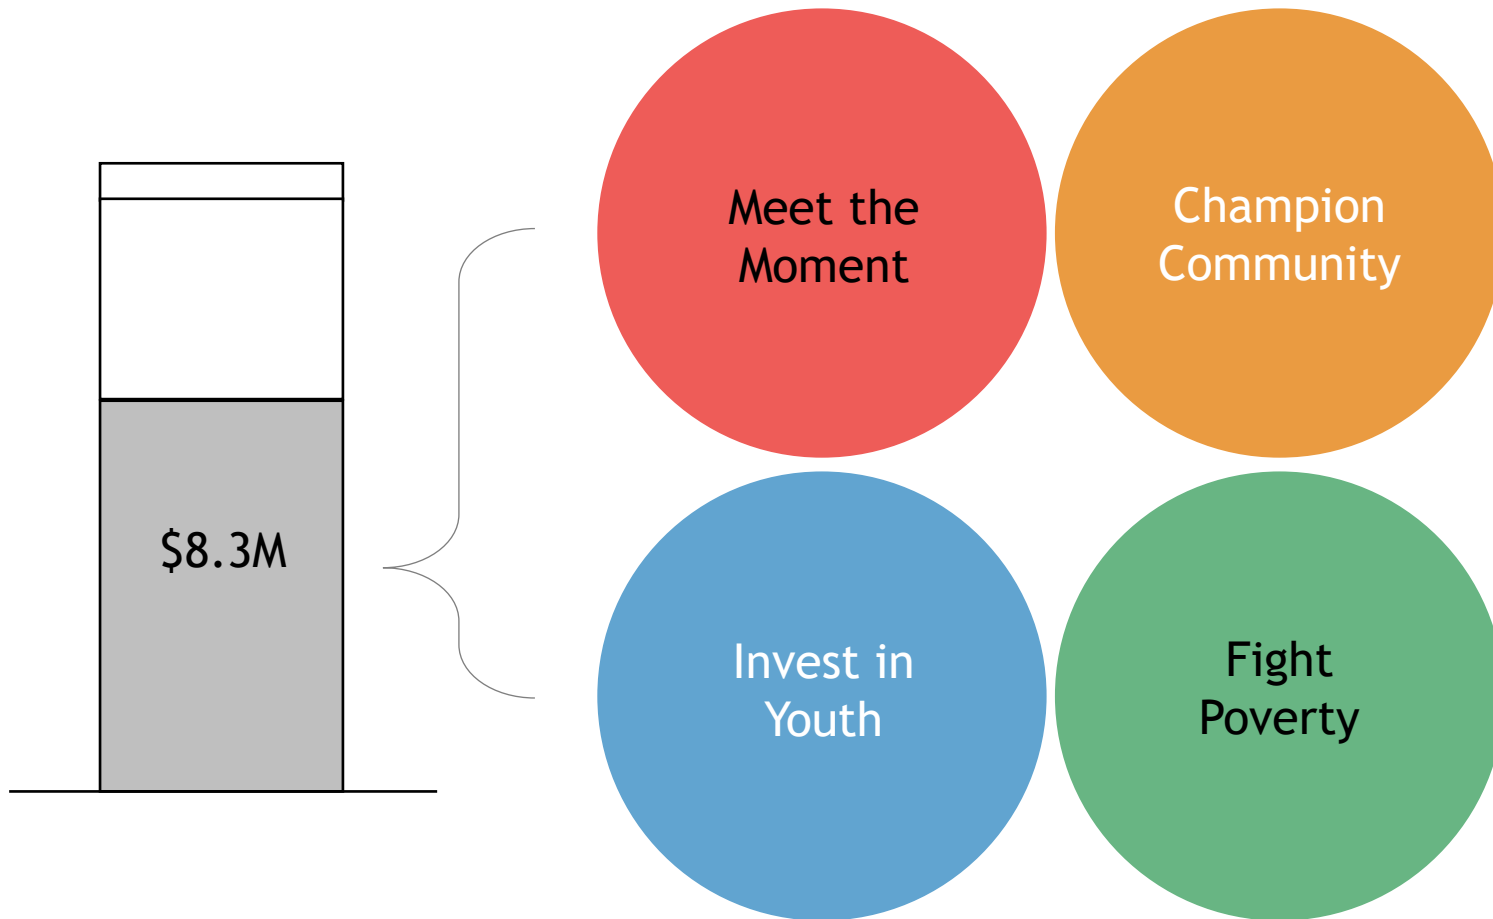 Meet the
Moment
Champion
Community
$8.3M
Invest in
Youth
Fight
Poverty